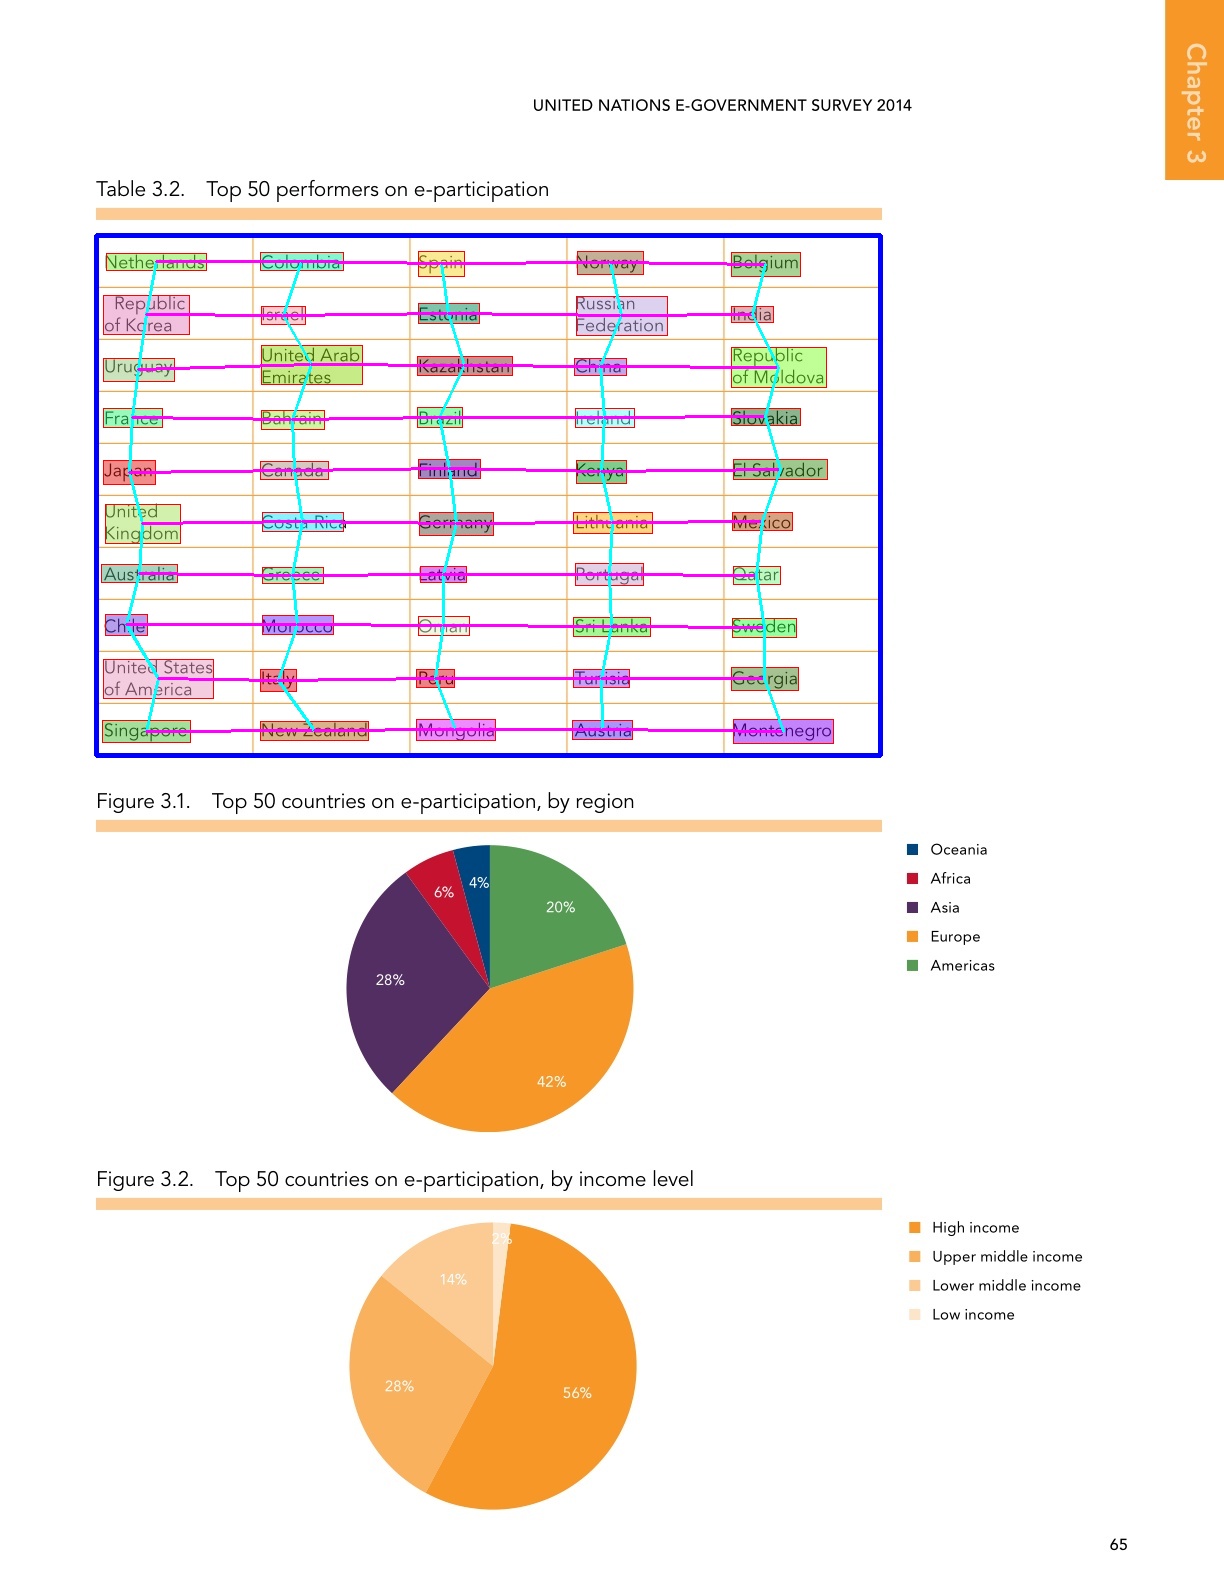 Chapter 3
UNITED NATIONS E-GOVERNMENT SURVEY 2014
Table 3.2. Top 50 performers on e-participation
Netherlands Colombia Spain Norway Belgium
Republic of Korea Israel Estonia Russian Federation India
Uruguay United Arab Emirates Kazakhstan China Republic of Moldova
France Bahrain Brazil Ireland Slovakia
Japan Canada Finland Kenya El Salvador
United Kingdom Costa Rica Germany Lithuania Mexico
Australia Greece Latvia Portugal Qatar
Chile Morocco Oman Sri Lanka Sweden
United States of America Italy Peru Tunisia Georgia
Singapore New Zealand Mongolia Austria Montenegro
Figure 3.1. Top 50 countries on e-participation, by region
4%
6%
20%
28%
42%
Oceania
Africa
Asia
Europe
Americas
Figure 3.2. Top 50 countries on e-participation, by income level
2%
14%
28%
56%
High income
Upper middle income
Lower middle income
Low income
65